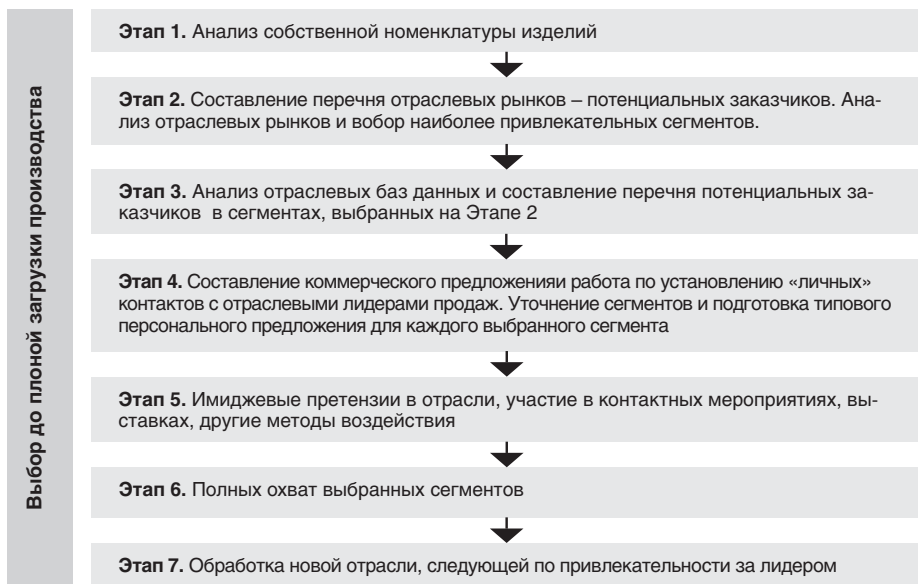 Выбор до плоной загрузки производства
Этап 1. Анализ собственной номенклатуры изделий
Этап 2. Составление перечня отраслевых рынков – потенциальных заказчиков. Ана-
лиз отраслевых рынков и вобор наиболее привлекательных сегментов.
Этап 3. Анализ отраслевых баз данных и составление перечня потенциальных за-
казчиков в сегментах, выбранных на Этапе 2
Этап 4. Составление коммерческого предложенияи работа по установлению «личных»
контактов с отраслевыми лидерами продаж. Уточнение сегментов и подготовка типового
персонального предложения для каждого выбранного сегмента
Этап 5. Имиджевые претензии в отрасли, участие в контактных мероприятиях, вы-
ставках, другие методы воздействия
Этап 6. Полных охват выбранных сегментов
Этап 7. Обработка новой отрасли, следующей по привлекательности за лидером